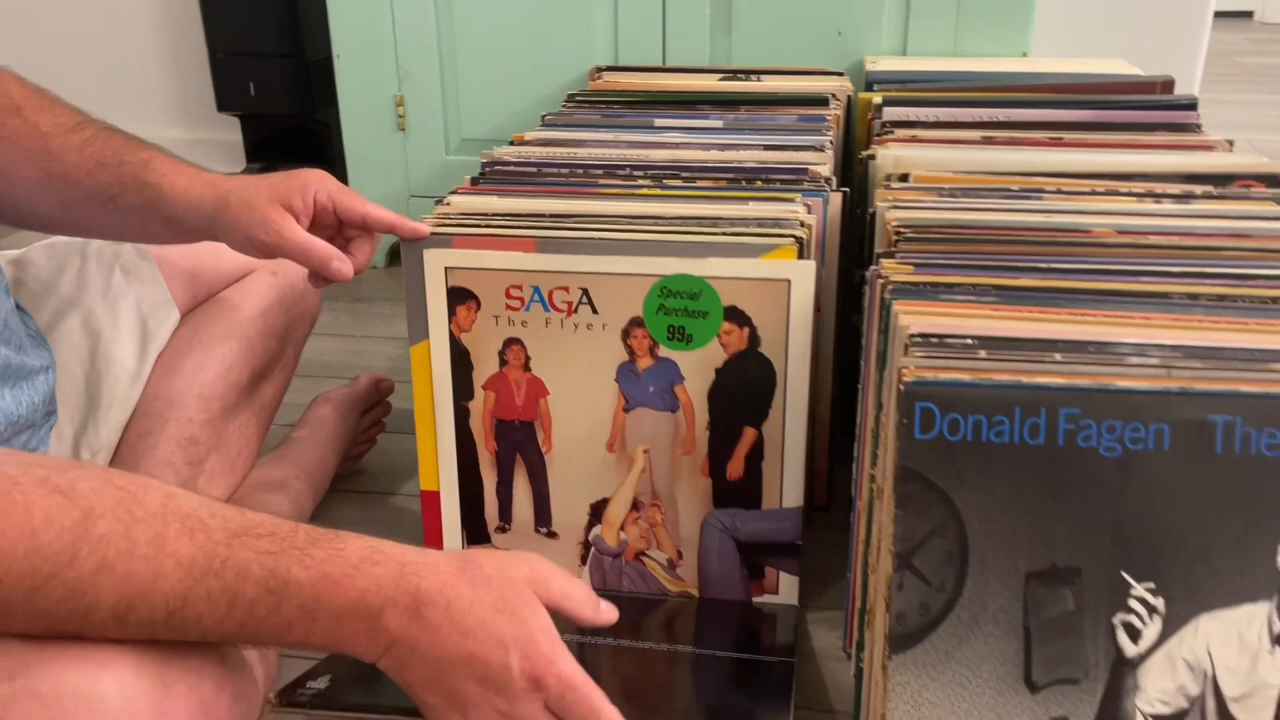 SAGA
The Flyer
Special
Purchase
99p
Donald Fagen The